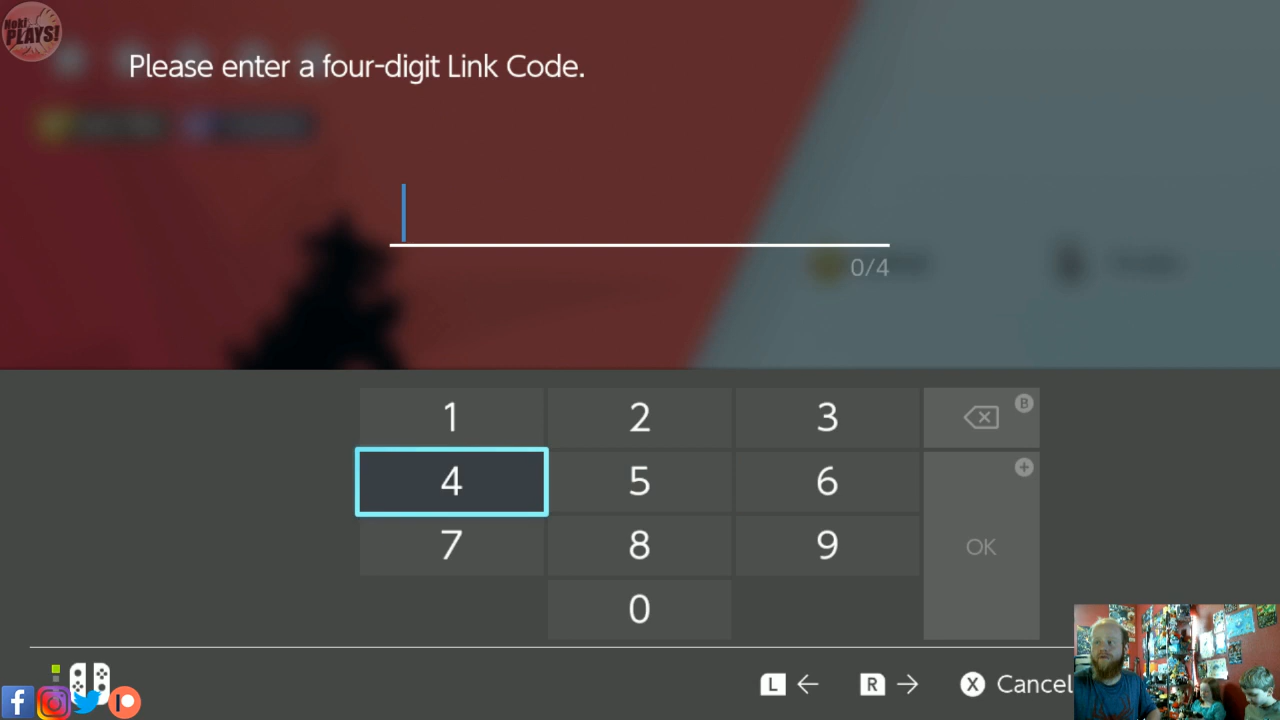 Noki
PLAYS!
Please enter a four-digit Link Code.
0/4
1 2 3 B
4 5 6 +
7 8 9 OK
0
L ← R → X Cancel